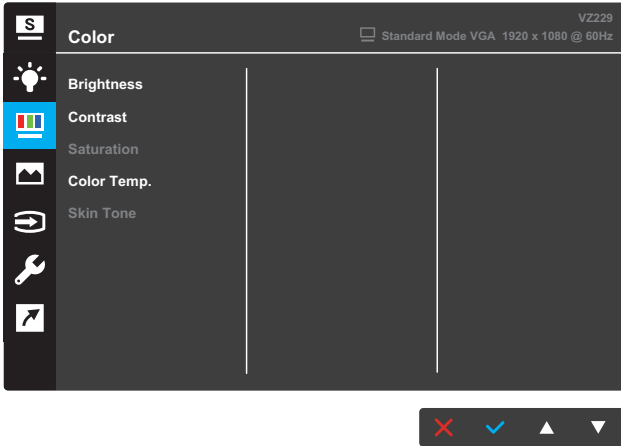 S
VZ229
Color
Standard Mode VGA 1920 x 1080 @ 60Hz
Brightness
Contrast
Saturation
Color Temp.
Skin Tone